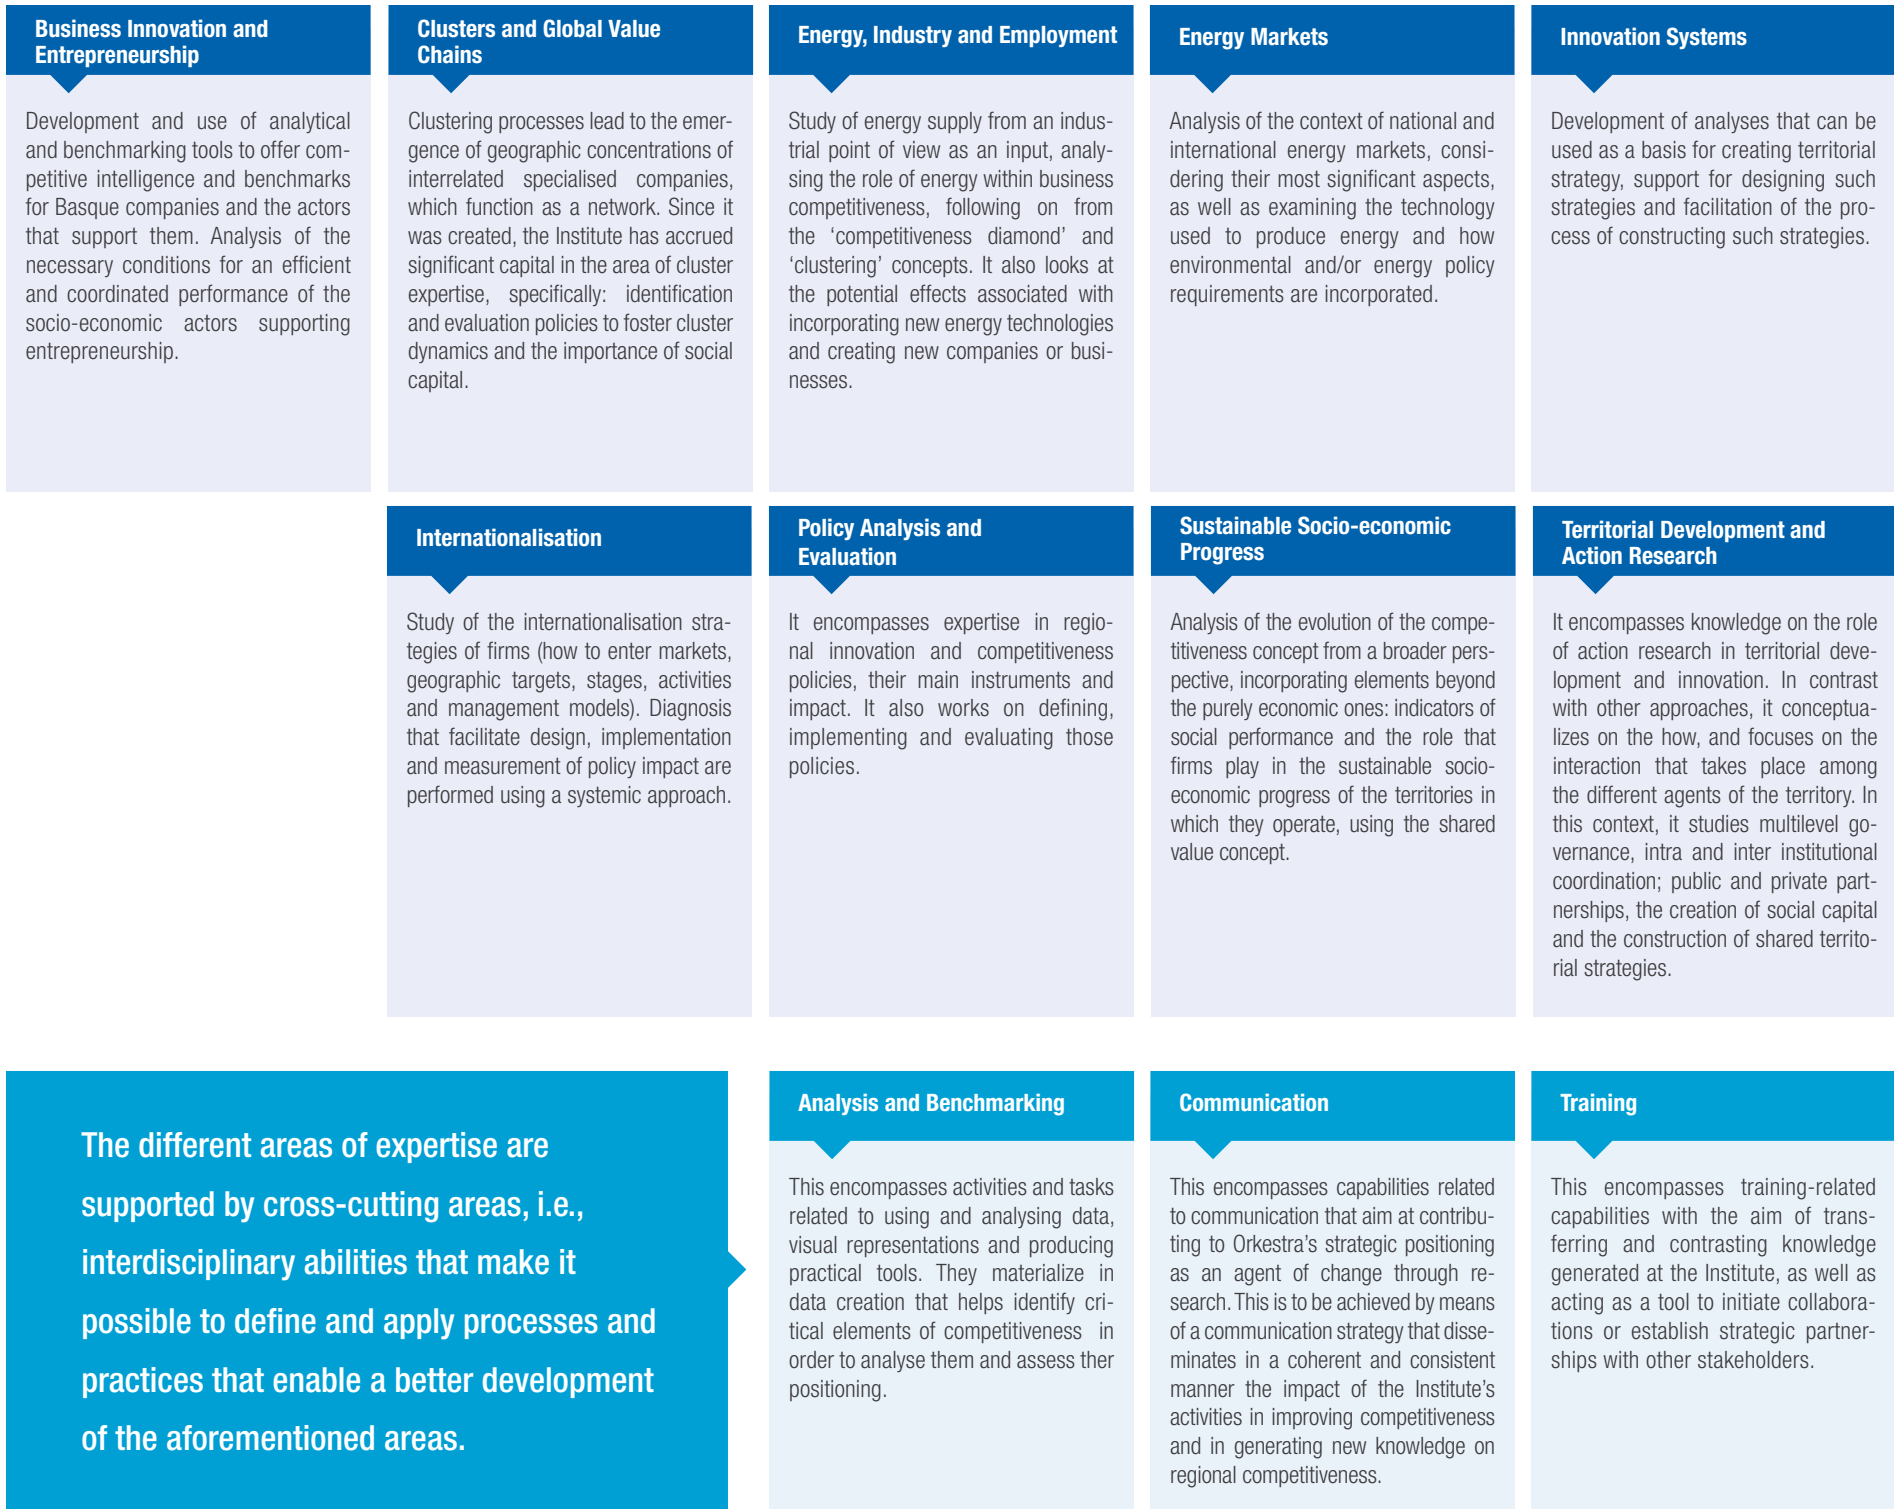 Business Innovation and
Entrepreneurship
Development and use of analytical
and benchmarking tools to offer com-
petitive intelligence and benchmarks
for Basque companies and the actors
that support them. Analysis of the
necessary conditions for an efficient
and coordinated performance of the
socio-economic actors supporting
entrepreneurship.
Clusters and Global Value
Chains
Clustering processes lead to the emer-
gence of geographic concentrations of
interrelated specialised companies,
which function as a network. Since it
was created, the Institute has accrued
significant capital in the area of cluster
expertise, specifically: identification
and evaluation policies to foster cluster
dynamics and the importance of social
capital.
Energy, Industry and Employment
Study of energy supply from an indus-
trial point of view as an input, analy-
sing the role of energy within business
competitiveness, following on from
the ‘competitiveness diamond’ and
‘clustering’ concepts. It also looks at
the potential effects associated with
incorporating new energy technologies
and creating new companies or busi-
nesses.
Energy Markets
Analysis of the context of national and
international energy markets, consi-
dering their most significant aspects,
as well as examining the technology
used to produce energy and how
environmental and/or energy policy
requirements are incorporated.
Innovation Systems
Development of analyses that can be
used as a basis for creating territorial
strategy, support for designing such
strategies and facilitation of the pro-
cess of constructing such strategies.
Internationalisation
Study of the internationalisation stra-
tegies of firms (how to enter markets,
geographic targets, stages, activities
and management models). Diagnosis
that facilitate design, implementation
and measurement of policy impact are
performed using a systemic approach.
Policy Analysis and
Evaluation
It encompasses expertise in regio-
nal innovation and competitiveness
policies, their main instruments and
impact. It also works on defining,
implementing and evaluating those
policies.
Sustainable Socio-economic
Progress
Analysis of the evolution of the compe-
titiveness concept from a broader pers-
pective, incorporating elements beyond
the purely economic ones: indicators of
social performance and the role that
firms play in the sustainable socio-
economic progress of the territories in
which they operate, using the shared
value concept.
Territorial Development and
Action Research
It encompasses knowledge on the role
of action research in territorial deve-
lopment and innovation. In contrast
with other approaches, it conceptua-
lizes on the how, and focuses on the
interaction that takes place among
the different agents of the territory. In
this context, it studies multilevel go-
vernance, intra and inter institutional
coordination; public and private part-
nerships, the creation of social capital
and the construction of shared territo-
rial strategies.
The different areas of expertise are
supported by cross-cutting areas, i.e.,
interdisciplinary abilities that make it
possible to define and apply processes and
practices that enable a better development
of the aforementioned areas.
Analysis and Benchmarking
This encompasses activities and tasks
related to using and analysing data,
visual representations and producing
practical tools. They materialize in
data creation that helps identify cri-
tical elements of competitiveness in
order to analyse them and assess ther
positioning.
Communication
This encompasses capabilities related
to communication that aim at contribu-
ting to Orkestra’s strategic positioning
as an agent of change through re-
search. This is to be achieved by means
of a communication strategy that disse-
minates in a coherent and consistent
manner the impact of the Institute’s
activities in improving competitiveness
and in generating new knowledge on
regional competitiveness.
Training
This encompasses training-related
capabilities with the aim of trans-
ferring and contrasting knowledge
generated at the Institute, as well as
acting as a tool to initiate collabora-
tions or establish strategic partner-
ships with other stakeholders.